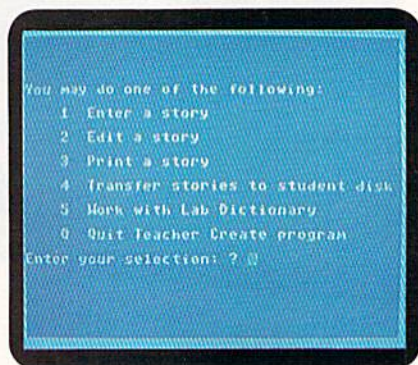 You may do one of the following:
1 Enter a story
2 Edit a story
3 Print a story
4 Transfer stories to student disk
5 Work with Lab Dictionary
Q Quit Teacher Create program
Enter your selection: ?